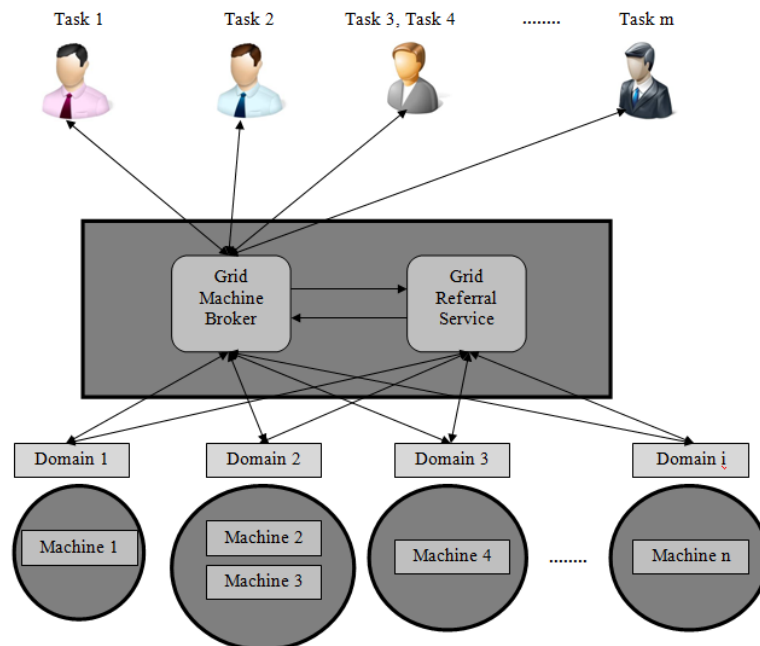 Task 1
Task 2
Task 3, Task 4
........
Task m
Grid
Machine
Broker
Grid
Referral
Service
Domain 1
Domain 2
Domain 3
Domain i
Machine 1
Machine 2
Machine 3
Machine 4
........
Machine n